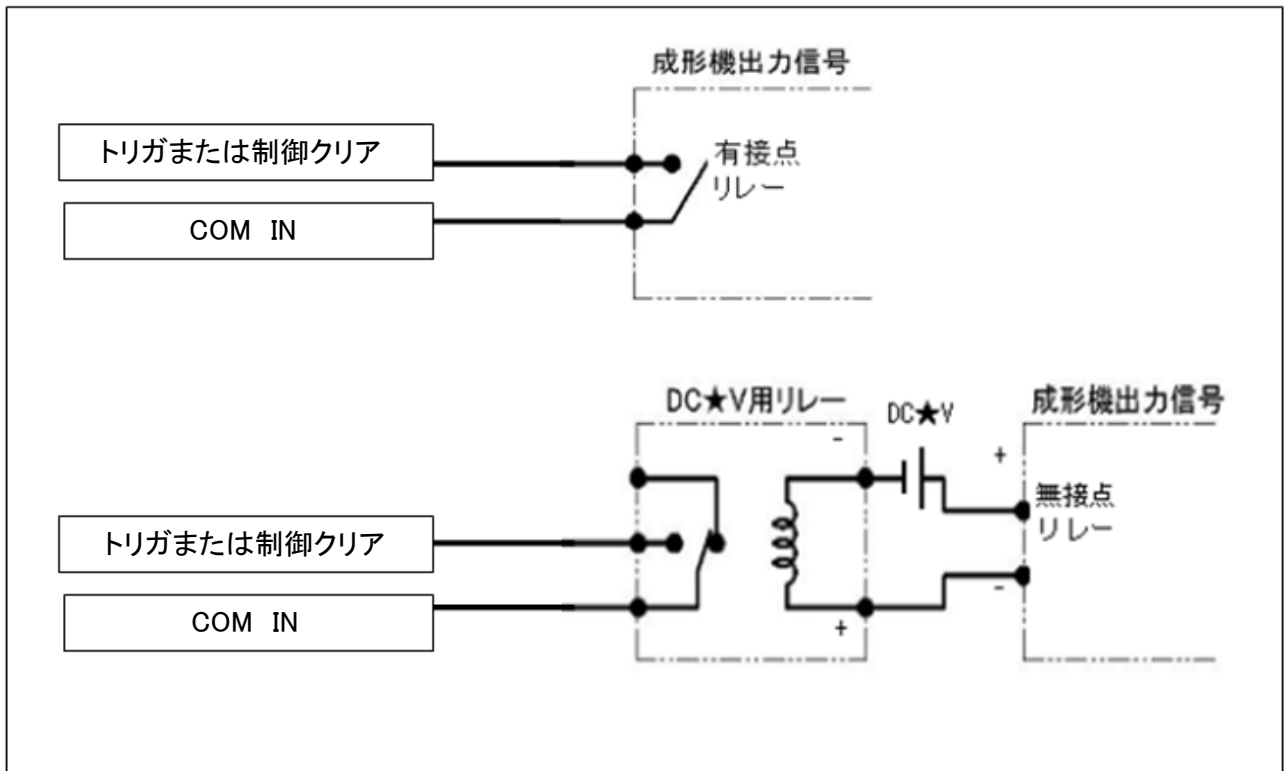 成形機出力信号
トリガまたは制御クリア
有接点
リレー
COM IN
DC★V用リレー
DC★V
成形機出力信号
-
+
無接点
リレー
トリガまたは制御クリア
-
COM IN
+